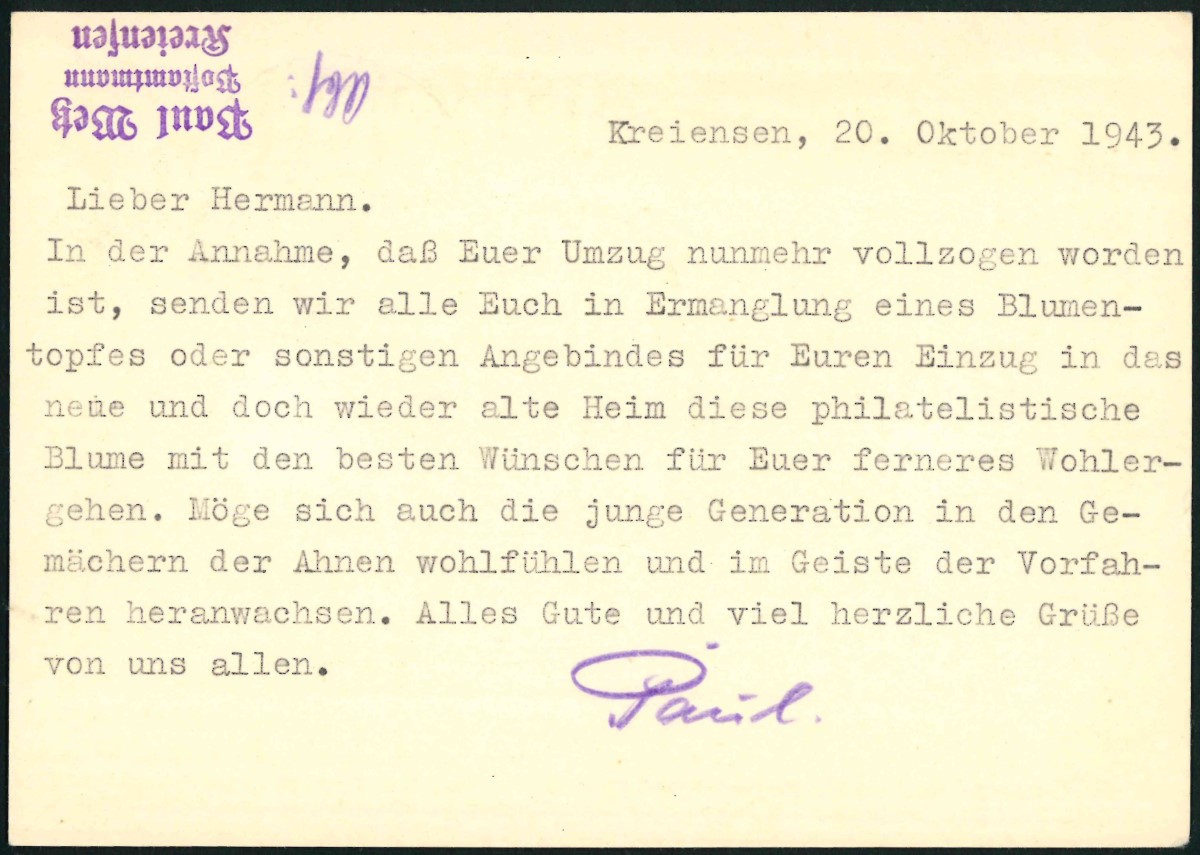 Abs:
Paul Metz
Postamtmann
Kreiensen
Kreiensen, 20. Oktober 1943.
Lieber Hermann.
In der Annahme, daß Euer Umzug nunmehr vollzogen worden
ist, senden wir alle Euch in Ermanglung eines Blumen-
topfes oder sonstigen Angebindes für Euren Einzug in das
neue und doch wieder alte Heim diese philatelistische
Blume mit den besten Wünschen für Euer ferneres Wohler-
gehen. Möge sich auch die junge Generation in den Ge-
mächern der Ahnen wohlfühlen und im Geiste der Vorfah-
ren heranwachsen. Alles Gute und viel herzliche Grüße
von uns allen.
Paul.